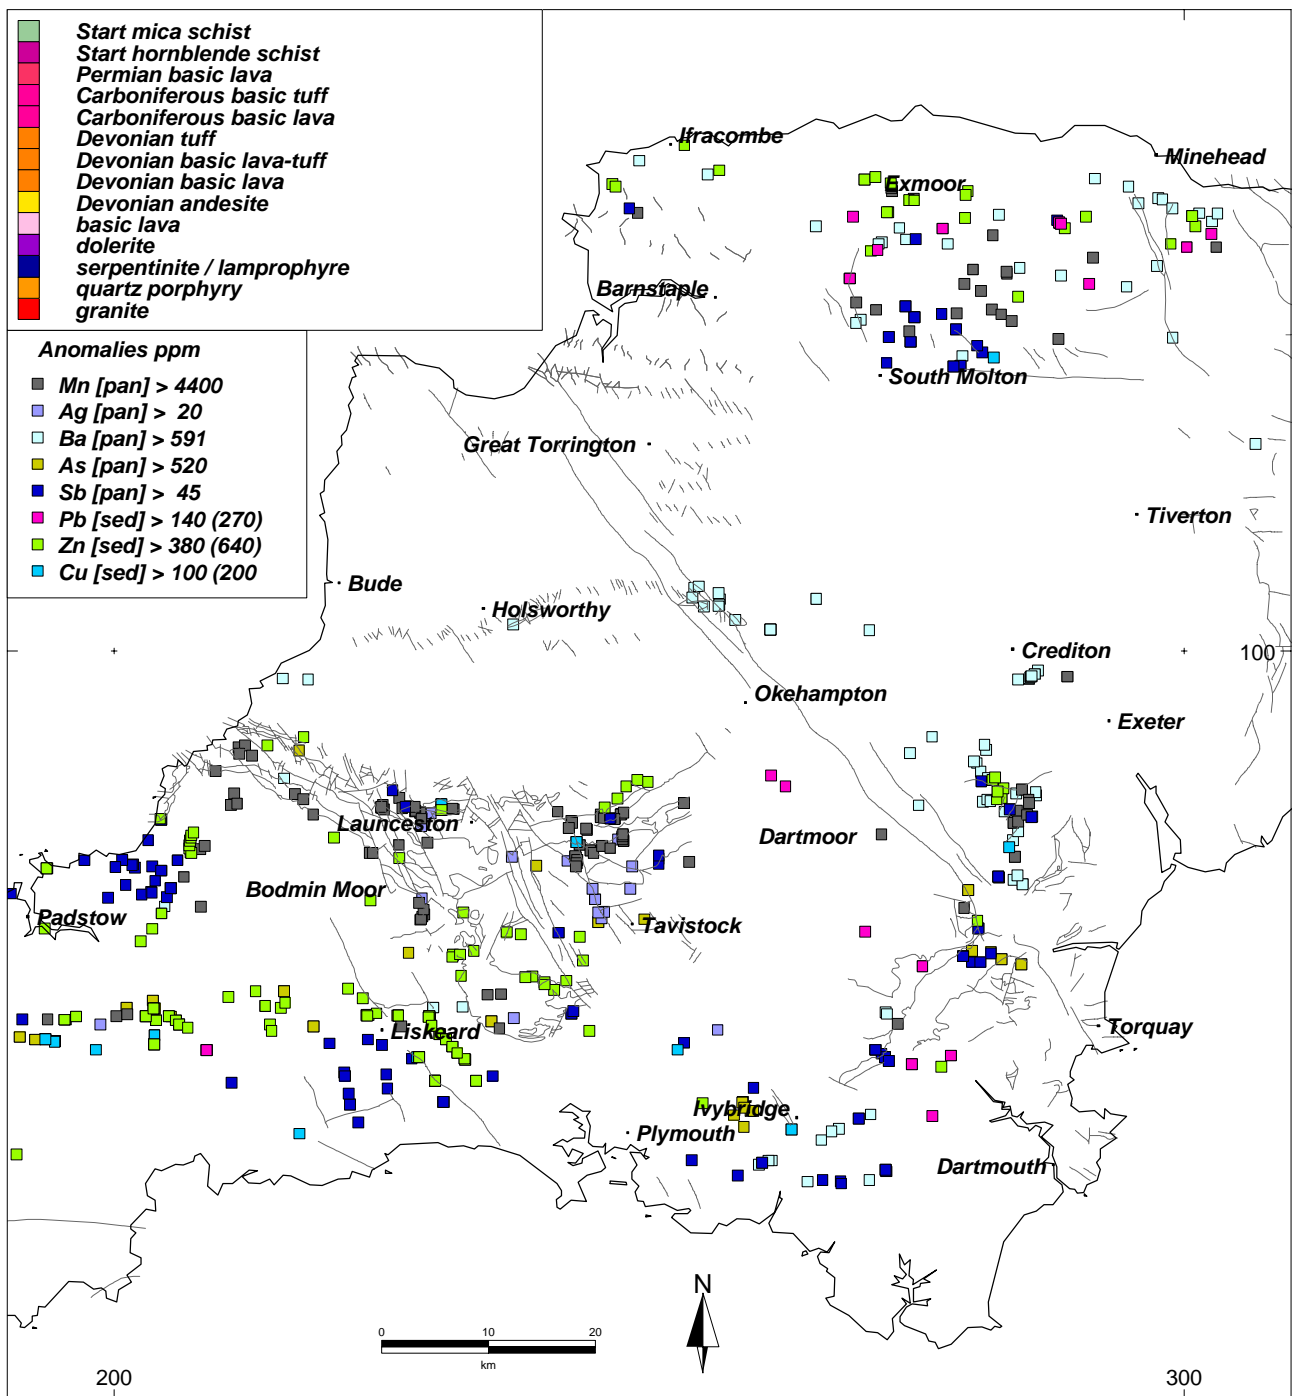 Start mica schist
Start hornblende schist
Permian basic lava
Carboniferous basic tuff
Carboniferous basic lava
Devonian tuff
Devonian basic lava-tuff
Devonian basic lava
Devonian andesite
basic lava
dolerite
serpentinite / lamprophyre
quartz porphyry
granite
Anomalies ppm
Mn [pan] > 4400
Ag [pan] > 20
Ba [pan] > 591
As [pan] > 520
Sb [pan] > 45
Pb [sed] > 140 (270)
Zn [sed] > 380 (640)
Cu [sed] > 100 (200
Ilfracombe
Minehead
Exmoor
Barnstaple
South Molton
Great Torrington
Tiverton
Bude
Holsworthy
Crediton
100
Okehampton
Exeter
Launceston
Dartmoor
Bodmin Moor
Padstow
Tavistock
Liskeard
Torquay
Ivybridge
Plymouth
Dartmouth
N
0 10 20
km
200
300